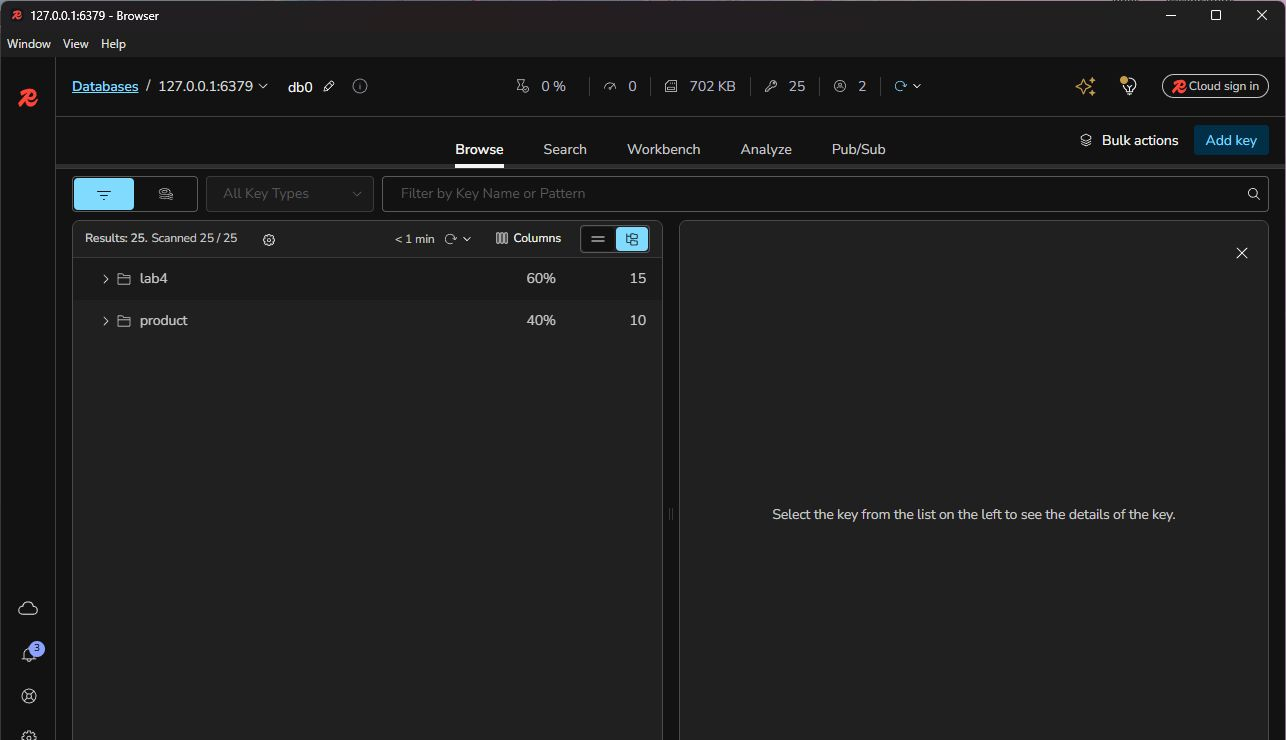 127.0.0.1:6379 - Browser
Window View Help
Databases / 127.0.0.1:6379 db0 0 % 0 702 KB 25 2 Cloud sign in
Browse Search Workbench Analyze Pub/Sub Bulk actions Add key
All Key Types Filter by Key Name or Pattern
Results: 25. Scanned 25 / 25 < 1 min Columns
lab4 60% 15
product 40% 10
Select the key from the list on the left to see the details of the key.
3